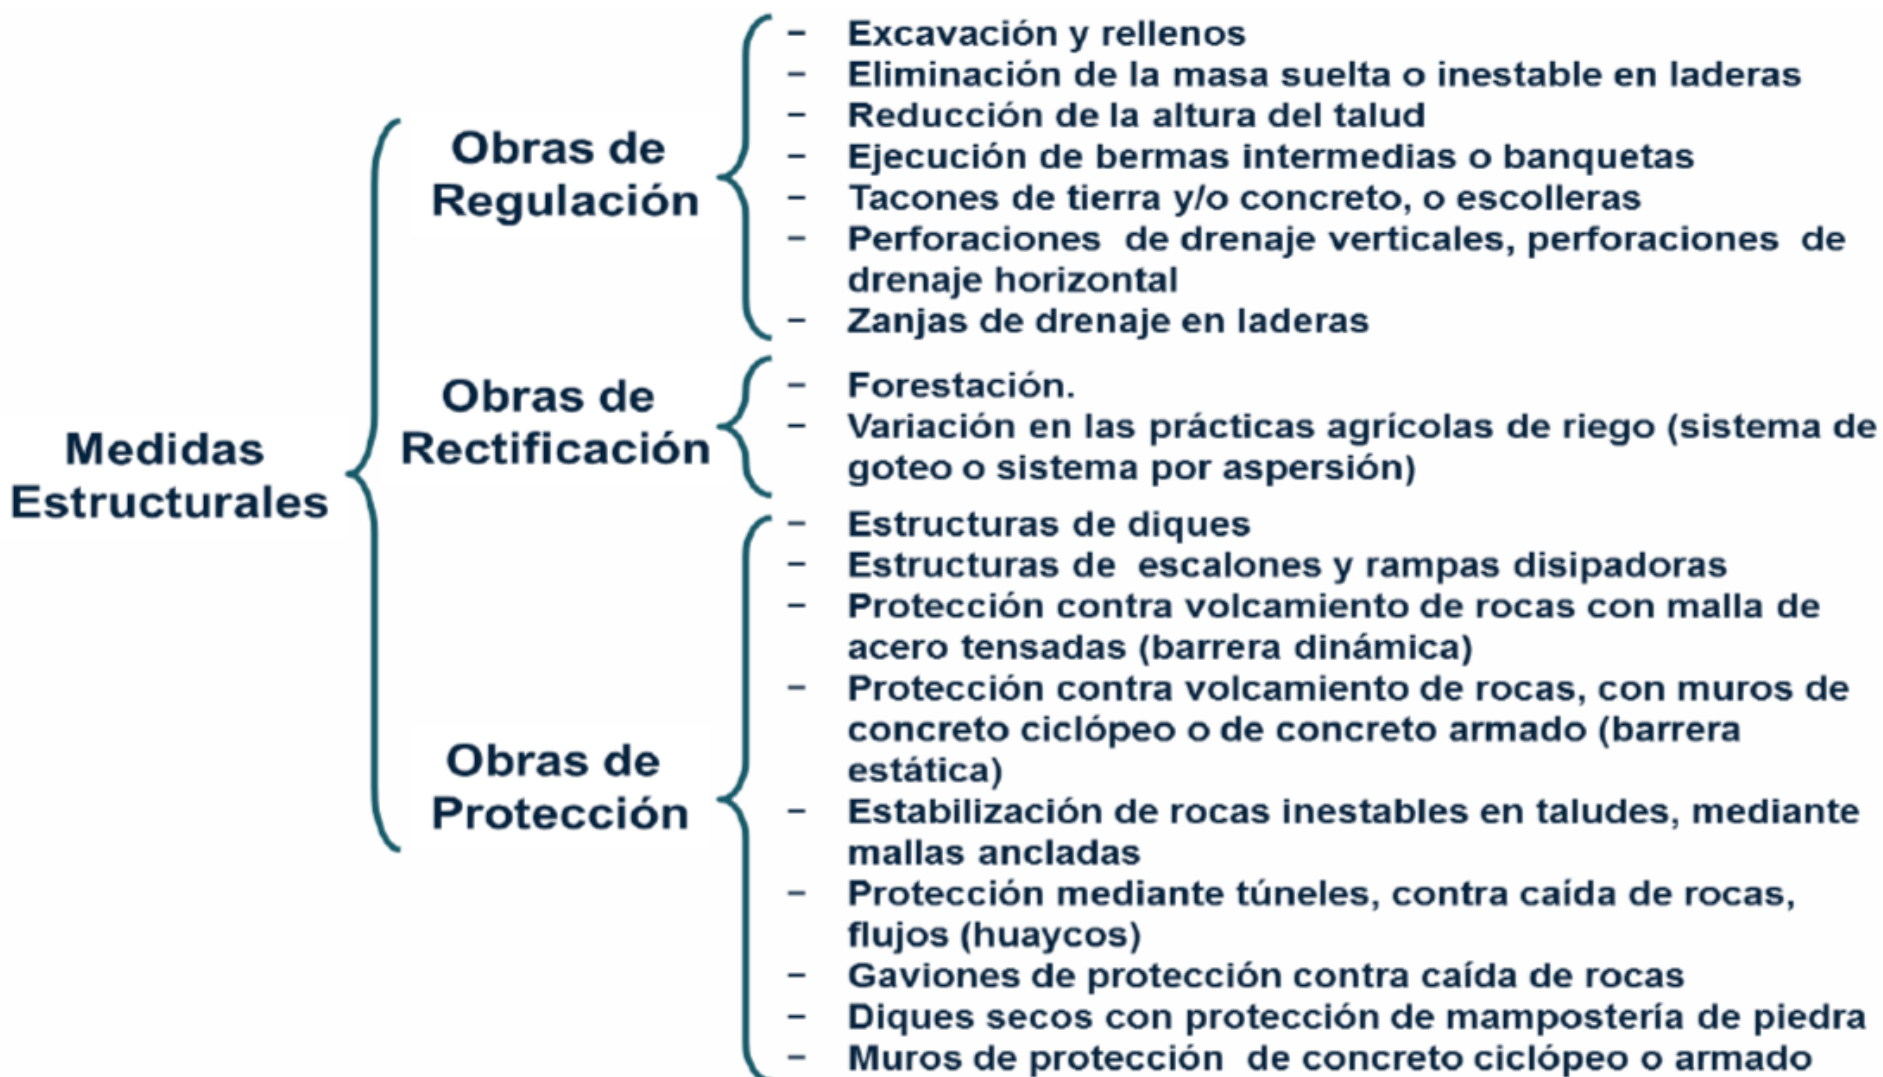 Medidas
Estructurales
Obras de
Regulación
- Excavación y rellenos
- Eliminación de la masa suelta o inestable en laderas
- Reducción de la altura del talud
- Ejecución de bermas intermedias o banquetas
- Tacones de tierra y/o concreto, o escolleras
- Perforaciones de drenaje verticales, perforaciones de
drenaje horizontal
- Zanjas de drenaje en laderas
Obras de
Rectificación
- Forestación.
- Variación en las prácticas agrícolas de riego (sistema de
goteo o sistema por aspersión)
Obras de
Protección
- Estructuras de diques
- Estructuras de escalones y rampas disipadoras
- Protección contra volcamiento de rocas con malla de
acero tensadas (barrera dinámica)
- Protección contra volcamiento de rocas, con muros de
concreto ciclópeo o de concreto armado (barrera
estática)
- Estabilización de rocas inestables en taludes, mediante
mallas ancladas
- Protección mediante túneles, contra caída de rocas,
flujos (huaycos)
- Gaviones de protección contra caída de rocas
- Diques secos con protección de mampostería de piedra
- Muros de protección de concreto ciclópeo o armado